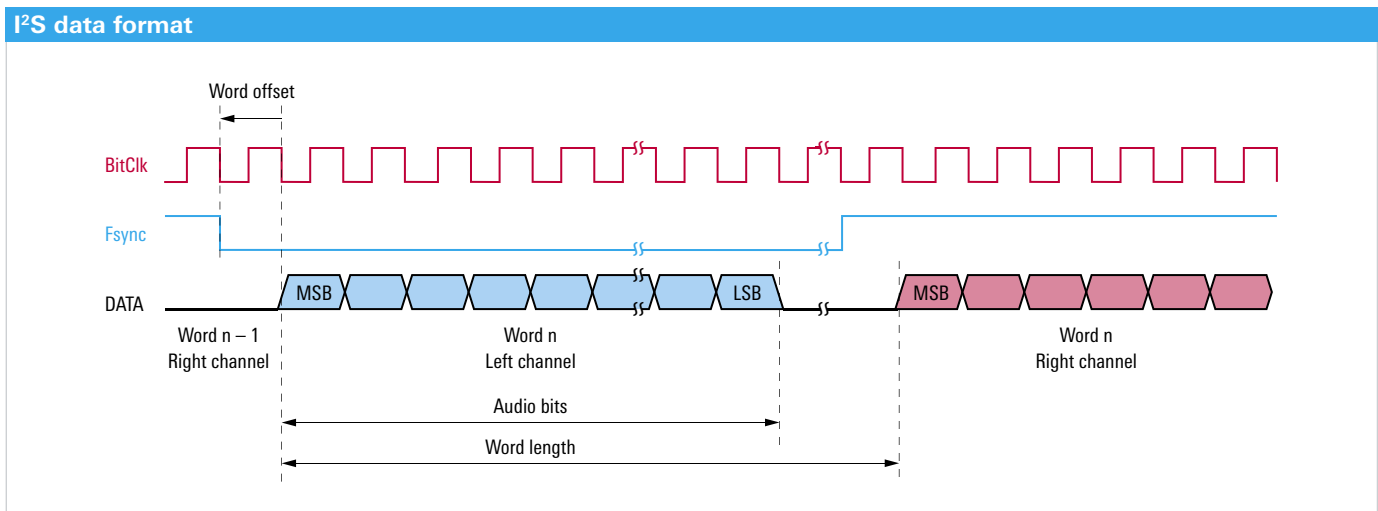 I²S data format
Word offset
BitClk
Fsync
DATA
MSB
LSB
MSB
Word n – 1
Right channel
Word n
Left channel
Word n
Right channel
Audio bits
Word length